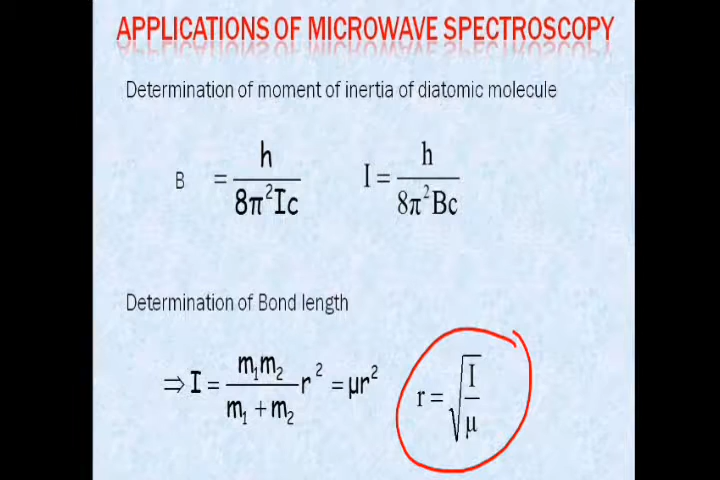 APPLICATIONS OF MICROWAVE SPECTROSCOPY
Determination of moment of inertia of diatomic molecule
B = h / 8π²Ic I = h / 8π²Bc
Determination of Bond length
⇒ I = m₁m₂ / m₁ + m₂ r² = μr² r = √(I / μ)